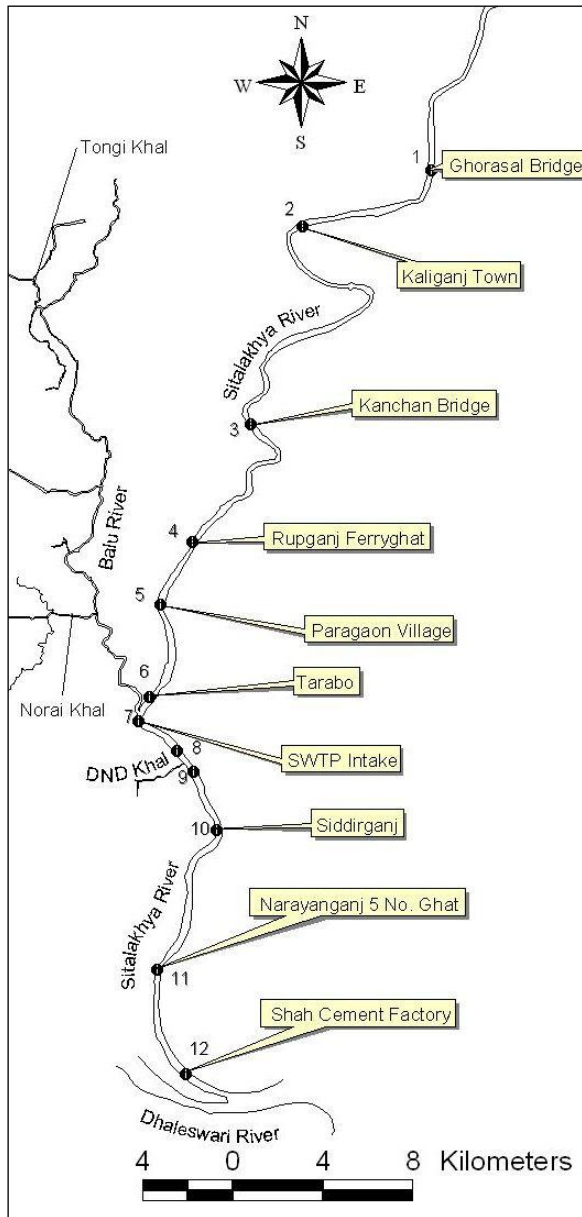 N
W E
S
Tongi Khal
1
Ghorasal Bridge
2
Kaliganj Town
Sitalakhya River
Kanchan Bridge
3
4
Rupganj Ferryghat
Balu River
5
Paragaon Village
6
Tarabo
Norai Khal
7
8
SWTP Intake
DND Khal
9
10
Siddirganj
Sitalakhya River
Narayanganj 5 No. Ghat
11
Shah Cement Factory
12
Dhaleswari River
4 0 4 8 Kilometers